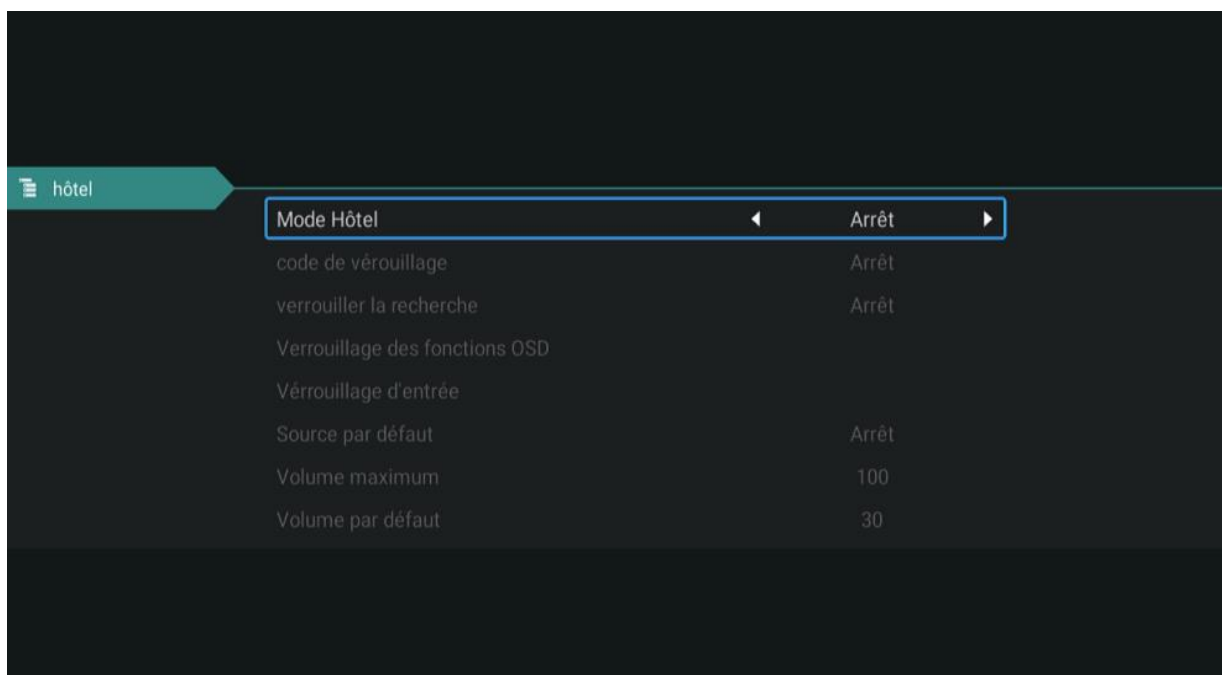 hôtel
Mode Hôtel Arrêt
code de vérouillage Arrêt
verrouiller la recherche Arrêt
Verrouillage des fonctions OSD
Vérrouillage d'entrée
Source par défaut Arrêt
Volume maximum 100
Volume par défaut 30